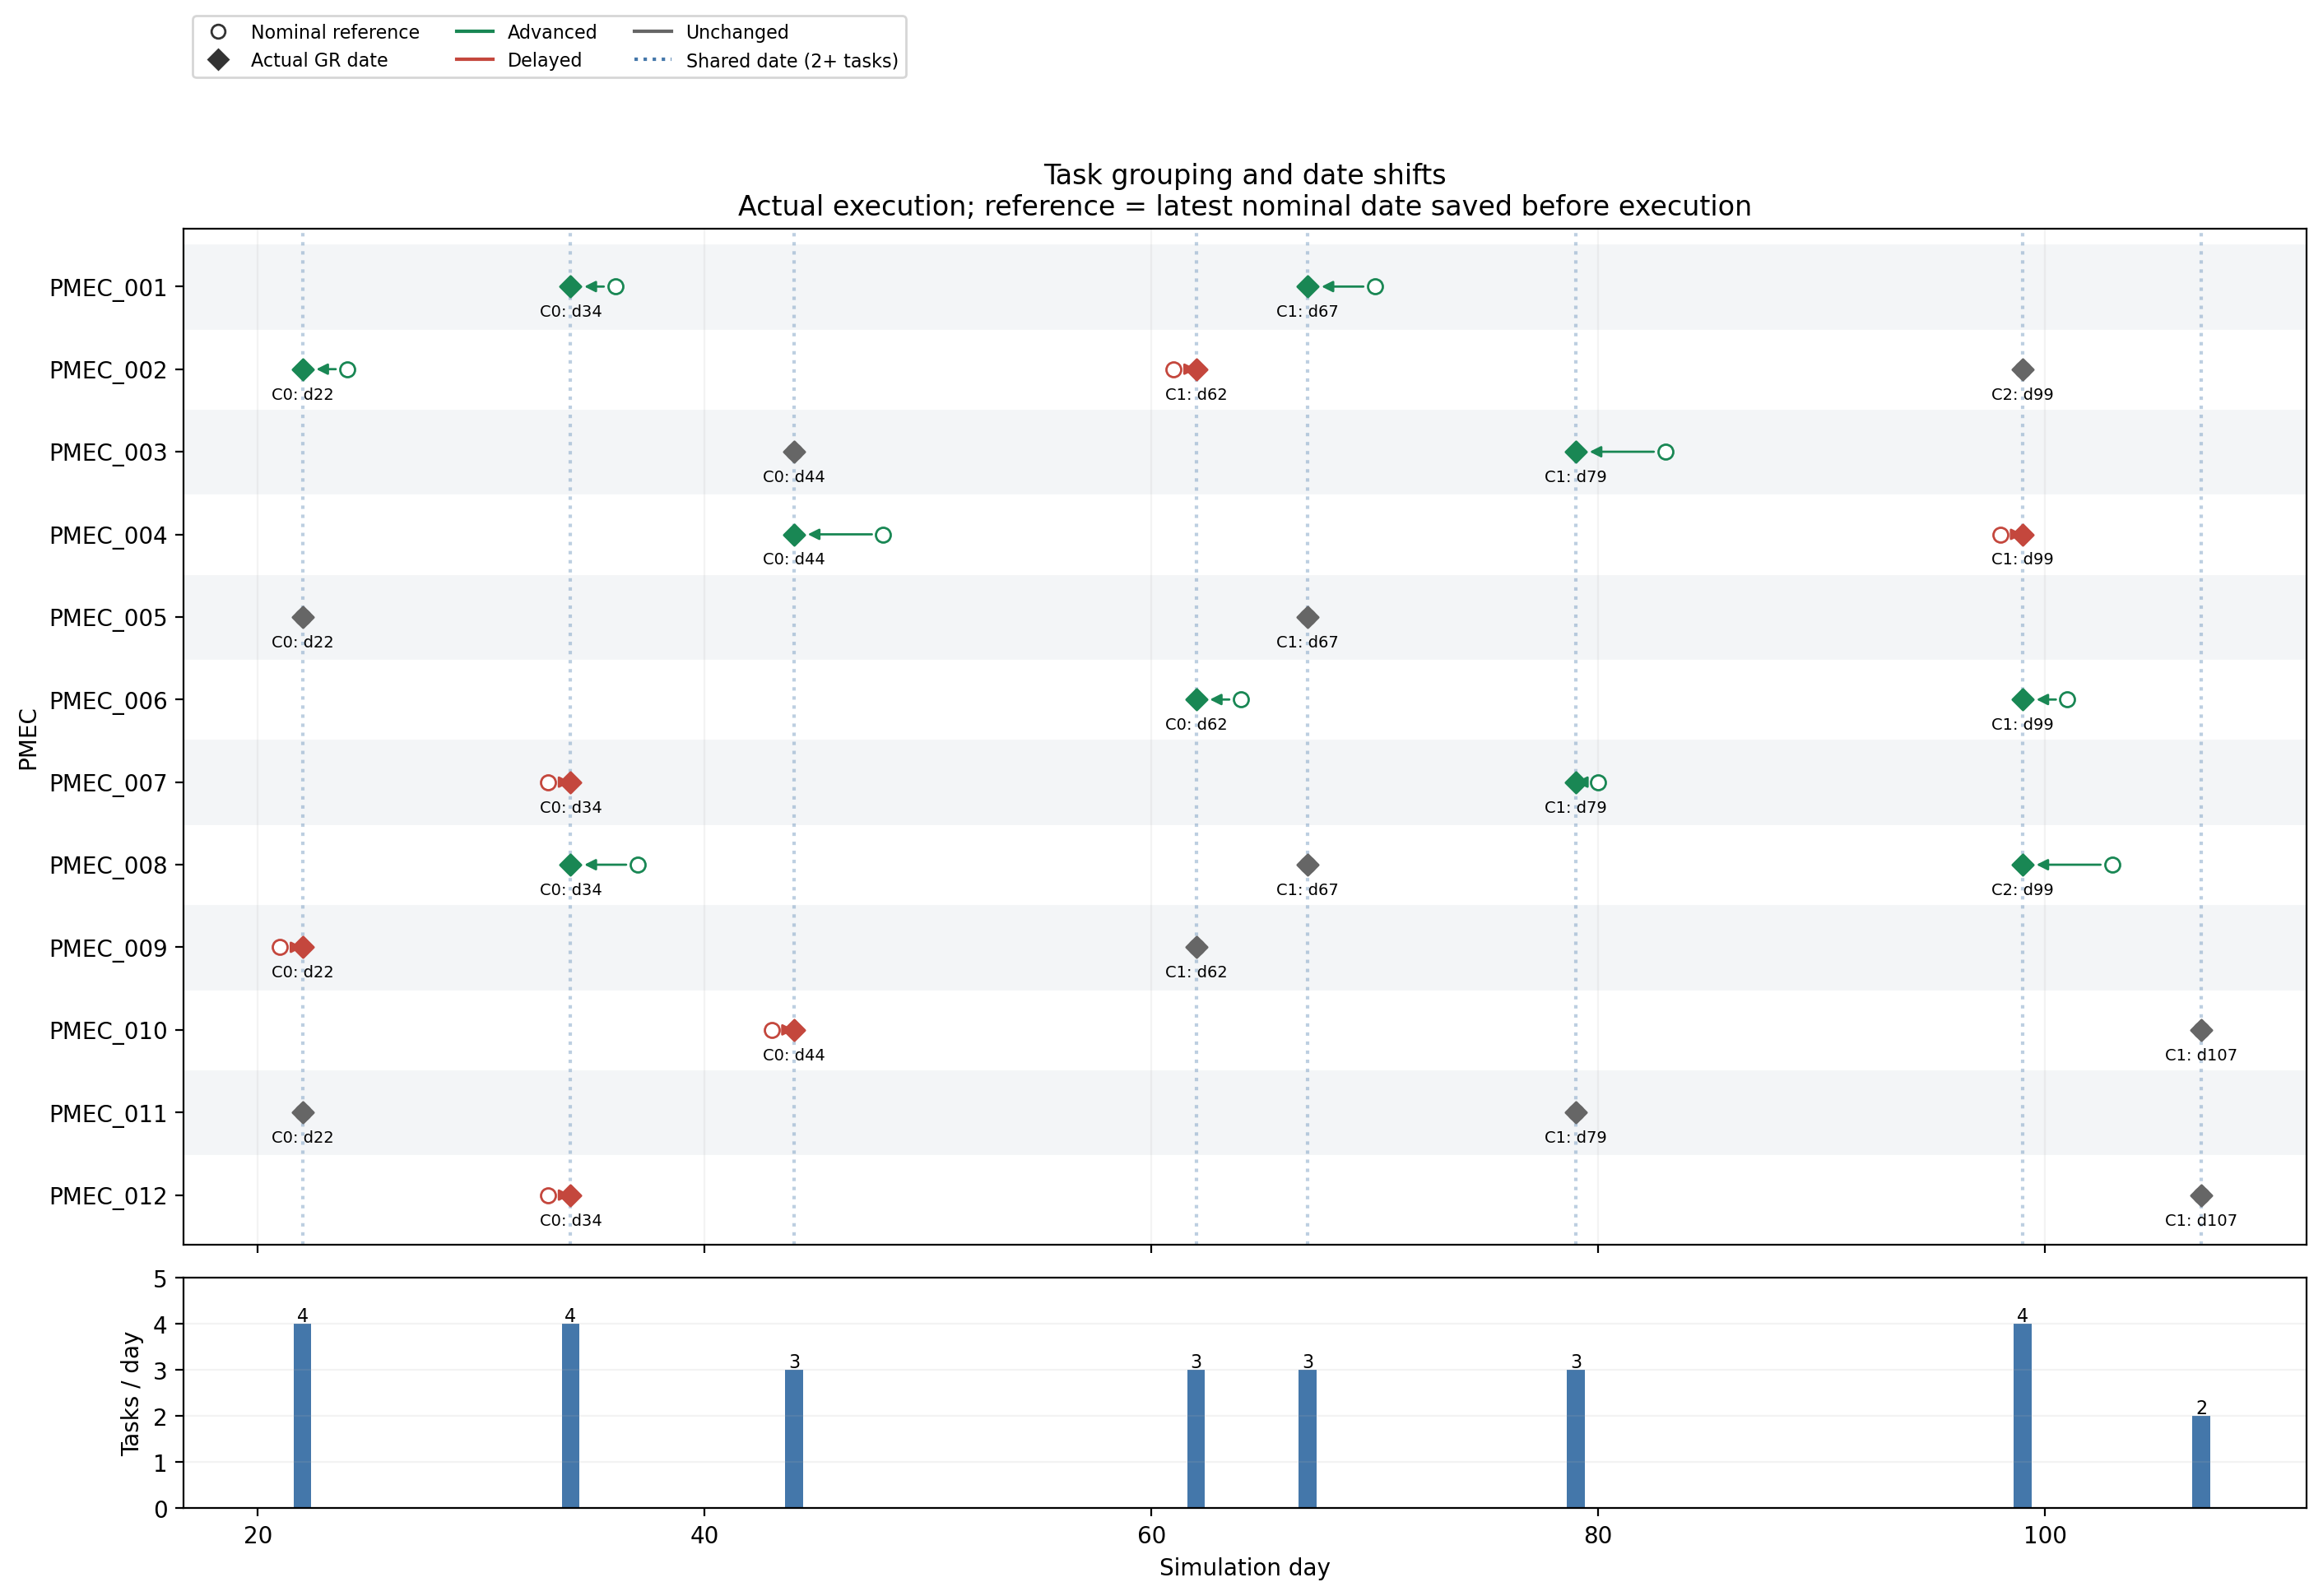 Nominal reference
Actual GR date
Advanced
Delayed
Unchanged
Shared date (2+ tasks)
Task grouping and date shifts
Actual execution; reference = latest nominal date saved before execution
PMEC
PMEC_001
C0: d34
C1: d67
PMEC_002
C0: d22
C1: d62
C2: d99
PMEC_003
C0: d44
C1: d79
PMEC_004
C0: d44
C1: d99
PMEC_005
C0: d22
C1: d67
PMEC_006
C0: d62
C1: d99
PMEC_007
C0: d34
C1: d79
PMEC_008
C0: d34
C1: d67
C2: d99
PMEC_009
C0: d22
C1: d62
PMEC_010
C0: d44
C1: d107
PMEC_011
C0: d22
C1: d79
PMEC_012
C0: d34
C1: d107
Tasks / day
5
4
3
2
1
0
4
4
3
3
3
3
4
2
20
40
60
80
100
Simulation day